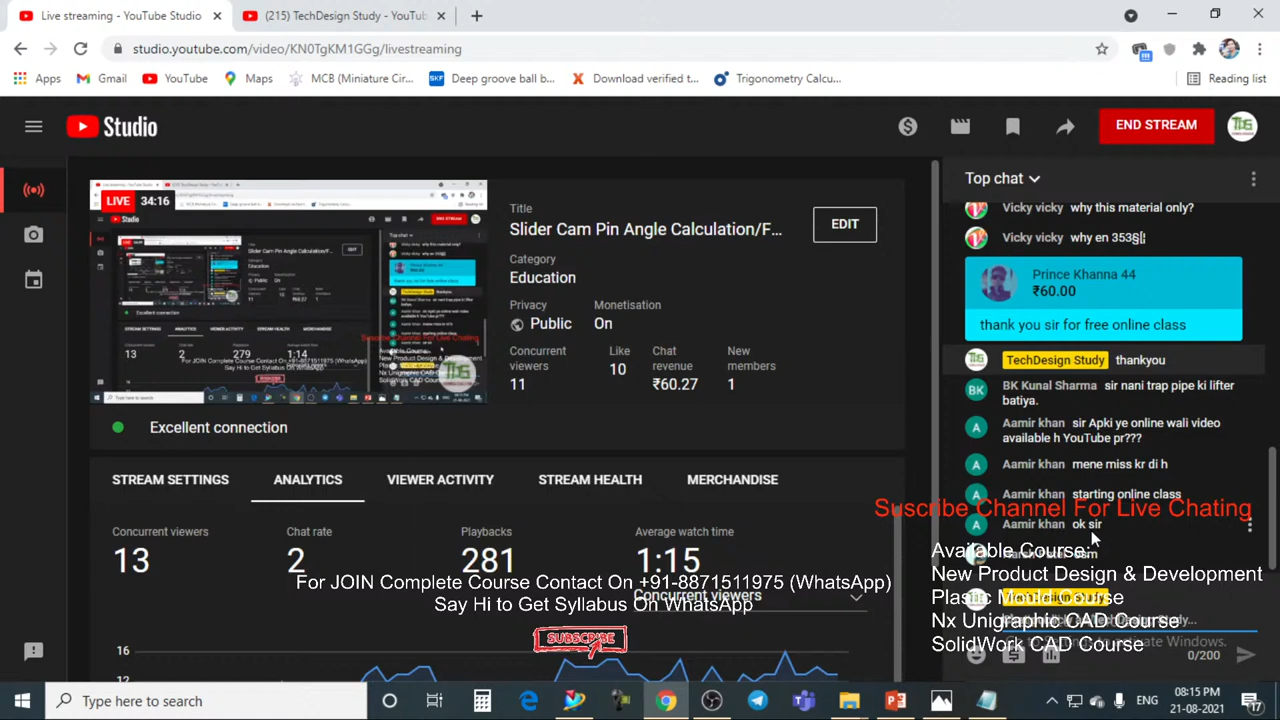 Live streaming - YouTube Studio
(215) TechDesign Study - YouTub
studio.youtube.com/video/KN0TgKM1GGg/livestreaming
Apps
Gmail
YouTube
Maps
MCB (Miniature Cir...
SKF
Deep groove ball b...
Download verified t...
Trigonometry Calcu...
Reading list
Studio
END STREAM
TDS
LIVE 34:16
Title
Slider Cam Pin Angle Calculation/F...
EDIT
Category
Education
Privacy
Public
Monetisation
On
Concurrent viewers
11
Like
10
Chat revenue
₹60.27
New members
1
Excellent connection
STREAM SETTINGS
ANALYTICS
VIEWER ACTIVITY
STREAM HEALTH
MERCHANDISE
Concurrent viewers
13
Chat rate
2
Playbacks
281
Average watch time
1:15
Concurrent viewers
For JOIN Complete Course Contact On +91-8871511975 (WhatsApp)
Say Hi to Get Syllabus On WhatsApp
SUBSCRIBE
16
12
Top chat
Vicky vicky why this material only?
Vicky vicky why en 353
Prince Khanna 44
₹60.00
thank you sir for free online class
TechDesign Study thankyou
BK Kunal Sharma sir nani trap pipe ki lifter
batiya.
Aamir khan sir Apki ye online wali video
available h YouTube pr???
Aamir khan mene miss kr di h
Aamir khan starting online class
Aamir khan ok sir
Suscribe Channel For Live Chating
Available Course:
New Product Design & Development
Plastic Mould Course
Nx Unigraphic CAD Course
SolidWork CAD Course
0/200
Type here to search
ENG
08:15 PM
21-08-2021
17